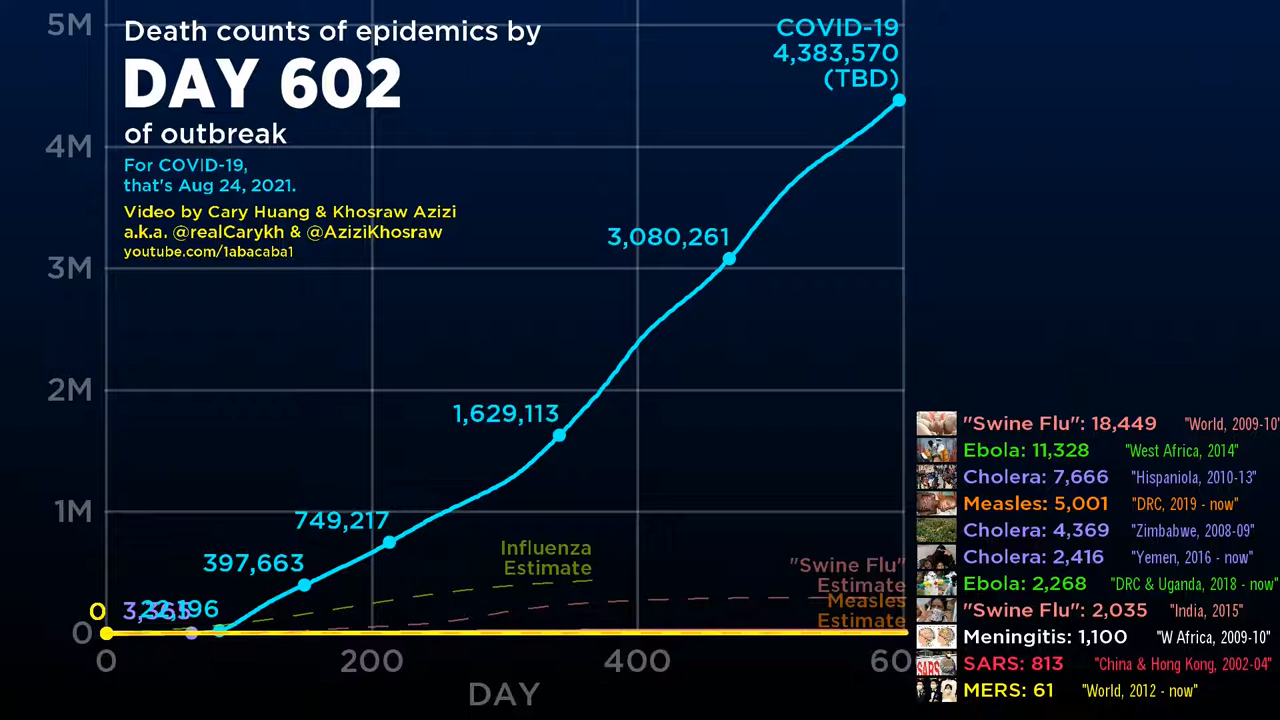 Death counts of epidemics by
DAY 602
of outbreak
For COVID-19,
that's Aug 24, 2021.
Video by Cary Huang & Khosraw Azizi
a.k.a. @realCarykh & @AziziKhosraw
youtube.com/1abacaba1
COVID-19
4,383,570
(TBD)
3,080,261
1,629,113
749,217
397,663
22,196
0
Influenza
Estimate
"Swine Flu"
Estimate
Measles
Estimate
5M
4M
3M
2M
1M
0
0 200 400 60
DAY
"Swine Flu": 18,449 "World, 2009-10"
Ebola: 11,328 "West Africa, 2014"
Cholera: 7,666 "Hispaniola, 2010-13"
Measles: 5,001 "DRC, 2019 - now"
Cholera: 4,369 "Zimbabwe, 2008-09"
Cholera: 2,416 "Yemen, 2016 - now"
Ebola: 2,268 "DRC & Uganda, 2018 - now"
"Swine Flu": 2,035 "India, 2015"
Meningitis: 1,100 "W Africa, 2009-10"
SARS: 813 "China & Hong Kong, 2002-04"
MERS: 61 "World, 2012 - now"
SARS